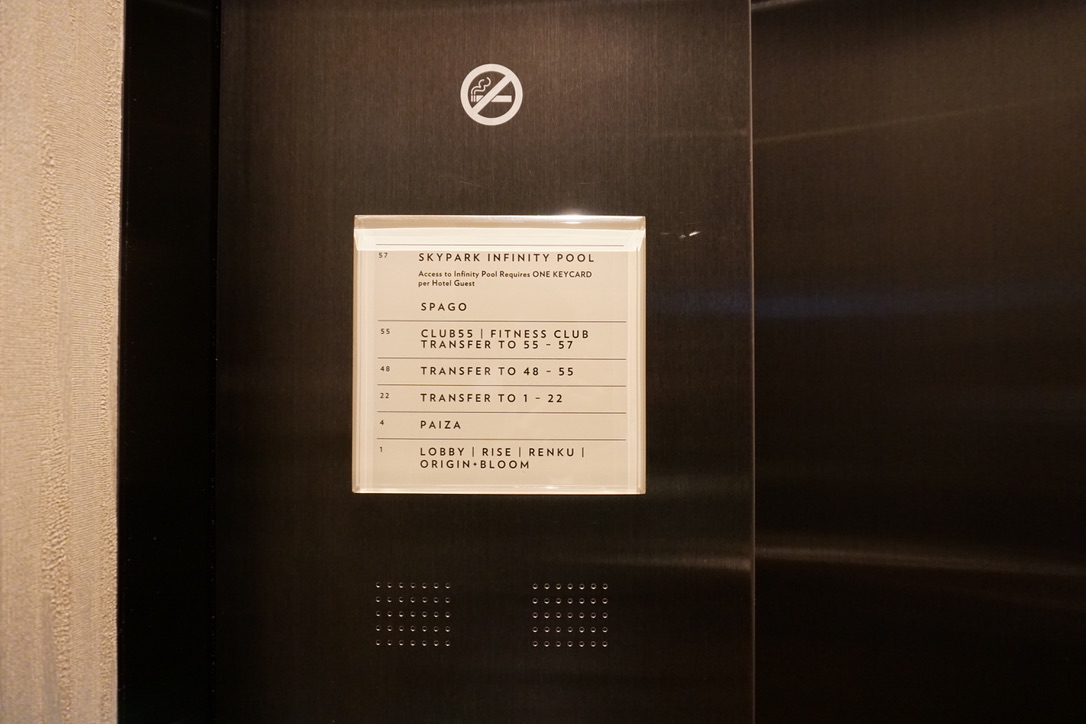 57 SKYPARK INFINITY POOL
Access to Infinity Pool Requires ONE KEYCARD
per Hotel Guest
SPAGO
55 CLUB55 | FITNESS CLUB
TRANSFER TO 55 – 57
48 TRANSFER TO 48 – 55
22 TRANSFER TO 1 – 22
4 PAIZA
1 LOBBY | RISE | RENKU |
ORIGIN+BLOOM